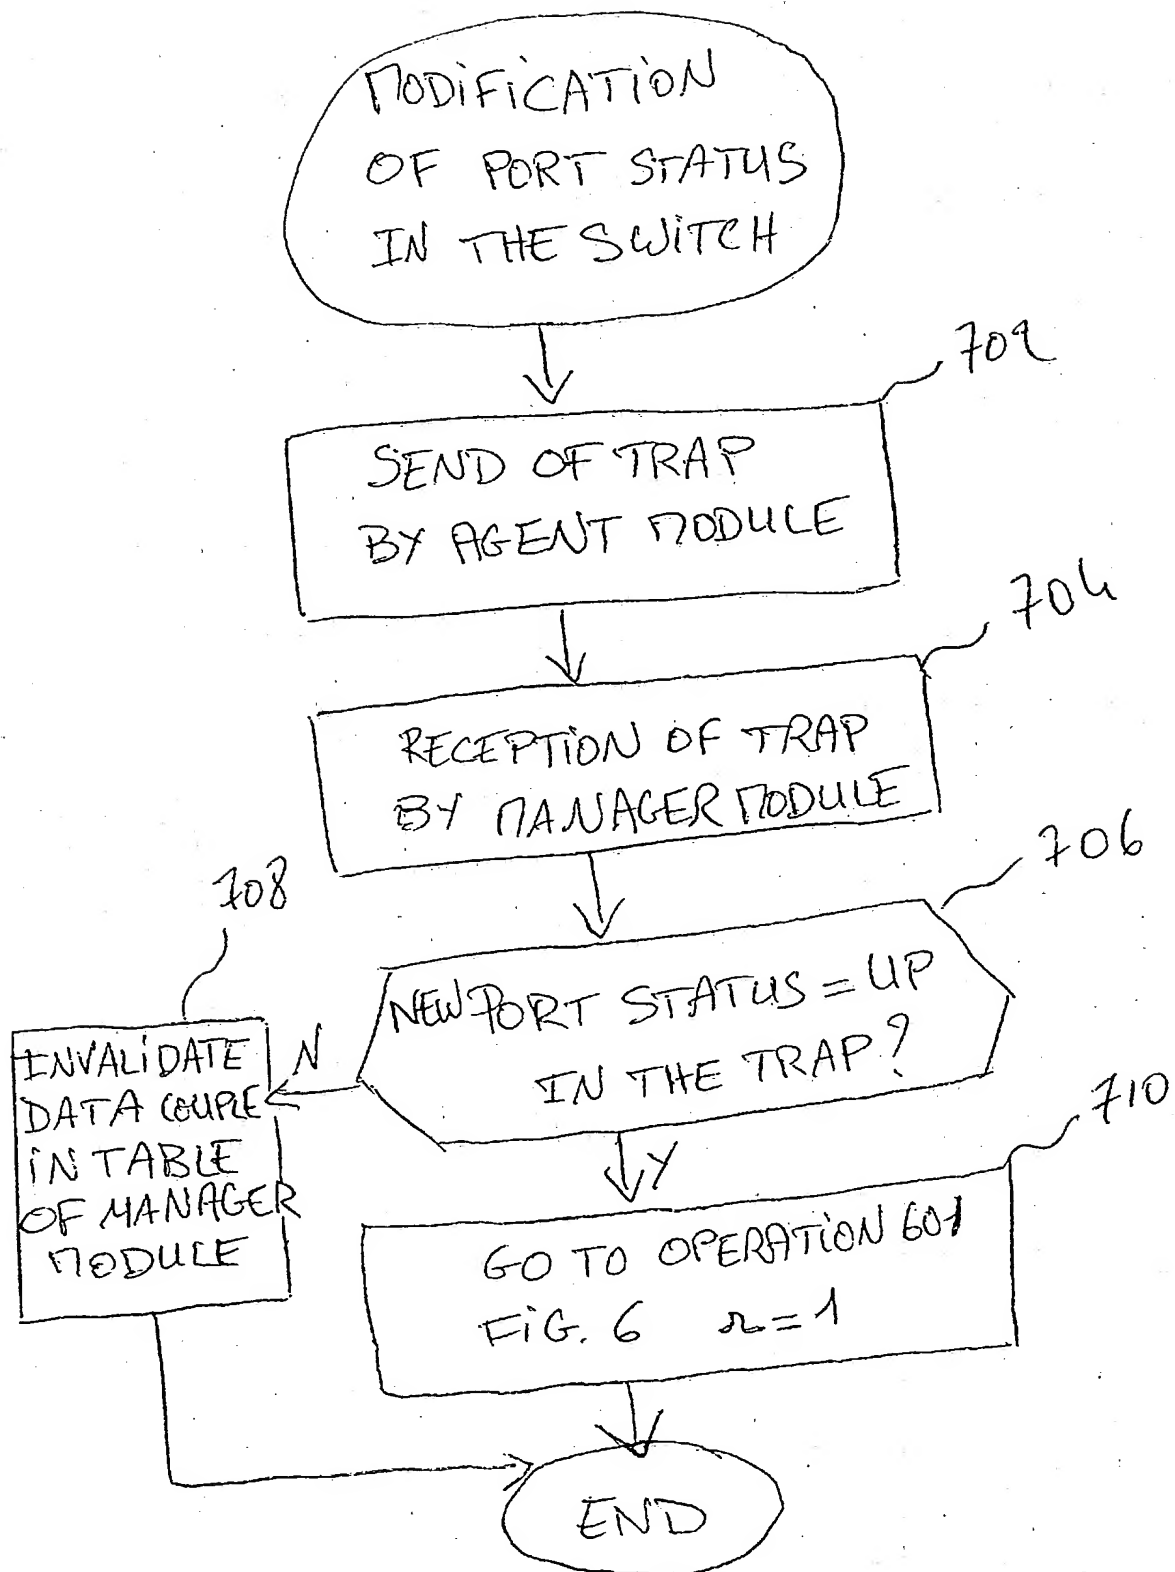 MODIFICATION
OF PORT STATUS
IN THE SWITCH
702
SEND OF TRAP
BY AGENT MODULE
704
RECEPTION OF TRAP
BY MANAGER MODULE
706
NEW PORT STATUS = UP
IN THE TRAP?
708
N
INVALIDATE
DATA COUPLE
IN TABLE
OF MANAGER
MODULE
Y
710
GO TO OPERATION 601
FIG. 6 r=1
END